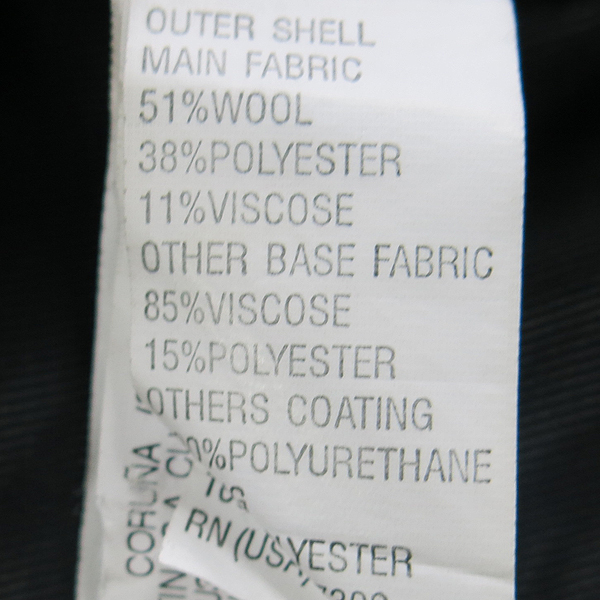 OUTER SHELL
MAIN FABRIC
51%WOOL
38%POLYESTER
11%VISCOSE
OTHER BASE FABRIC
85%VISCOSE
15%POLYESTER
OTHERS COATING
0%POLYURETHANE
YESTER
RN (US
CORUÑA